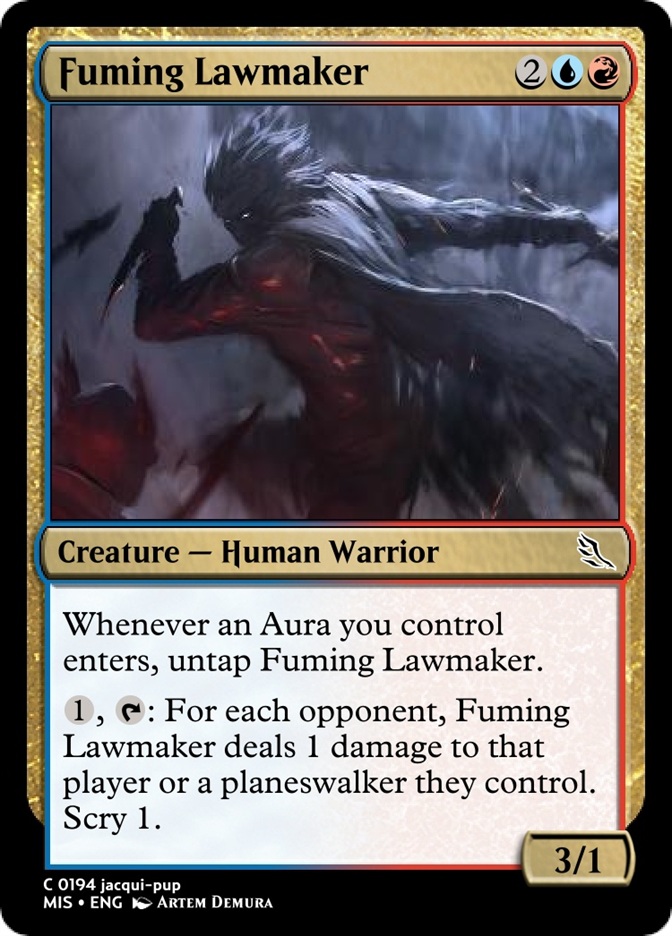 Fuming Lawmaker 2
Creature — Human Warrior
Whenever an Aura you control
enters, untap Fuming Lawmaker.
1, : For each opponent, Fuming
Lawmaker deals 1 damage to that
player or a planeswalker they control.
Scry 1.
3/1
C 0194 jacqui-pup
MIS • ENG Artem Demura